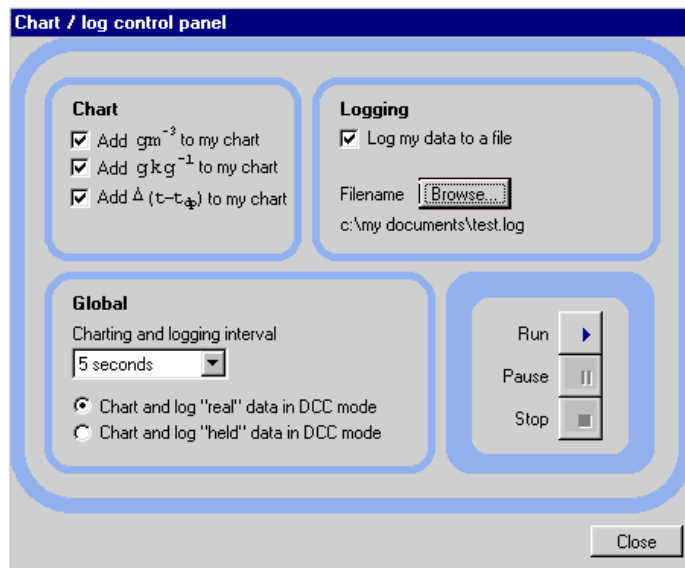 Chart / log control panel
Chart
Add gm⁻³ to my chart
Add gkg⁻¹ to my chart
Add Δ (t-t_dp) to my chart
Logging
Log my data to a file
Filename Browse...
c:\my documents\test.log
Global
Charting and logging interval
5 seconds
Chart and log "real" data in DCC mode
Chart and log "held" data in DCC mode
Run
Pause
Stop
Close